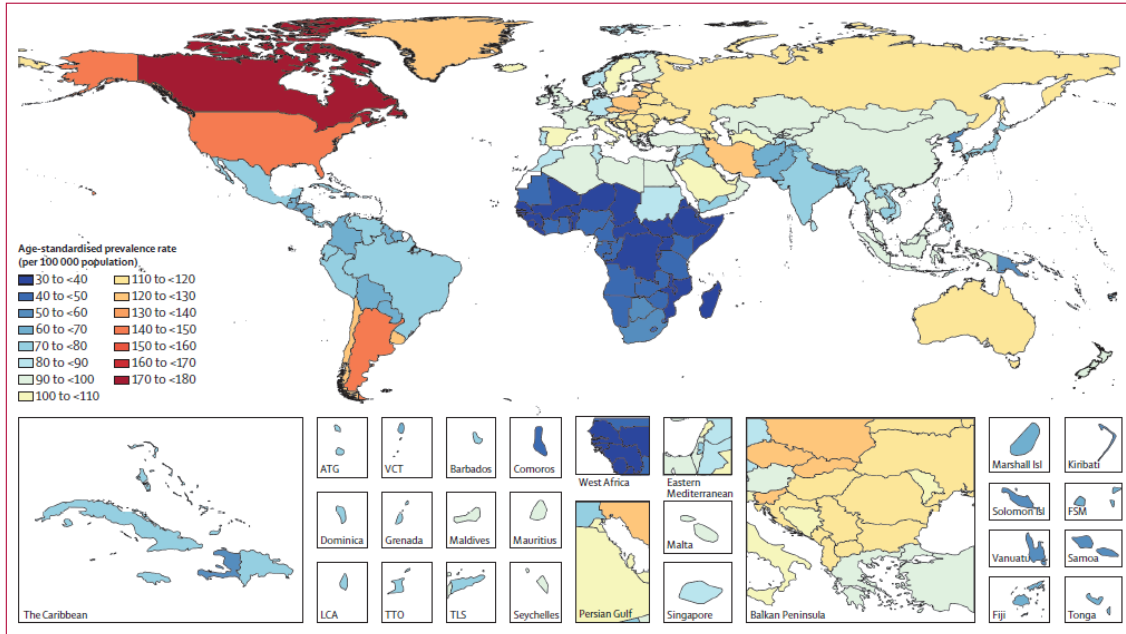 Age-standardised prevalence rate
(per 100 000 population)
30 to <40
40 to <50
50 to <60
60 to <70
70 to <80
80 to <90
90 to <100
100 to <110
110 to <120
120 to <130
130 to <140
140 to <150
150 to <160
160 to <170
170 to <180
The Caribbean
ATG
VCT
Barbados
Comoros
Dominica
Grenada
Maldives
Mauritius
LCA
TTO
TLS
Seychelles
West Africa
Eastern
Mediterranean
Persian Gulf
Malta
Singapore
Balkan Peninsula
Marshall Isl
Kiribati
Solomon Isl
FSM
Vanuatu
Samoa
Fiji
Tonga